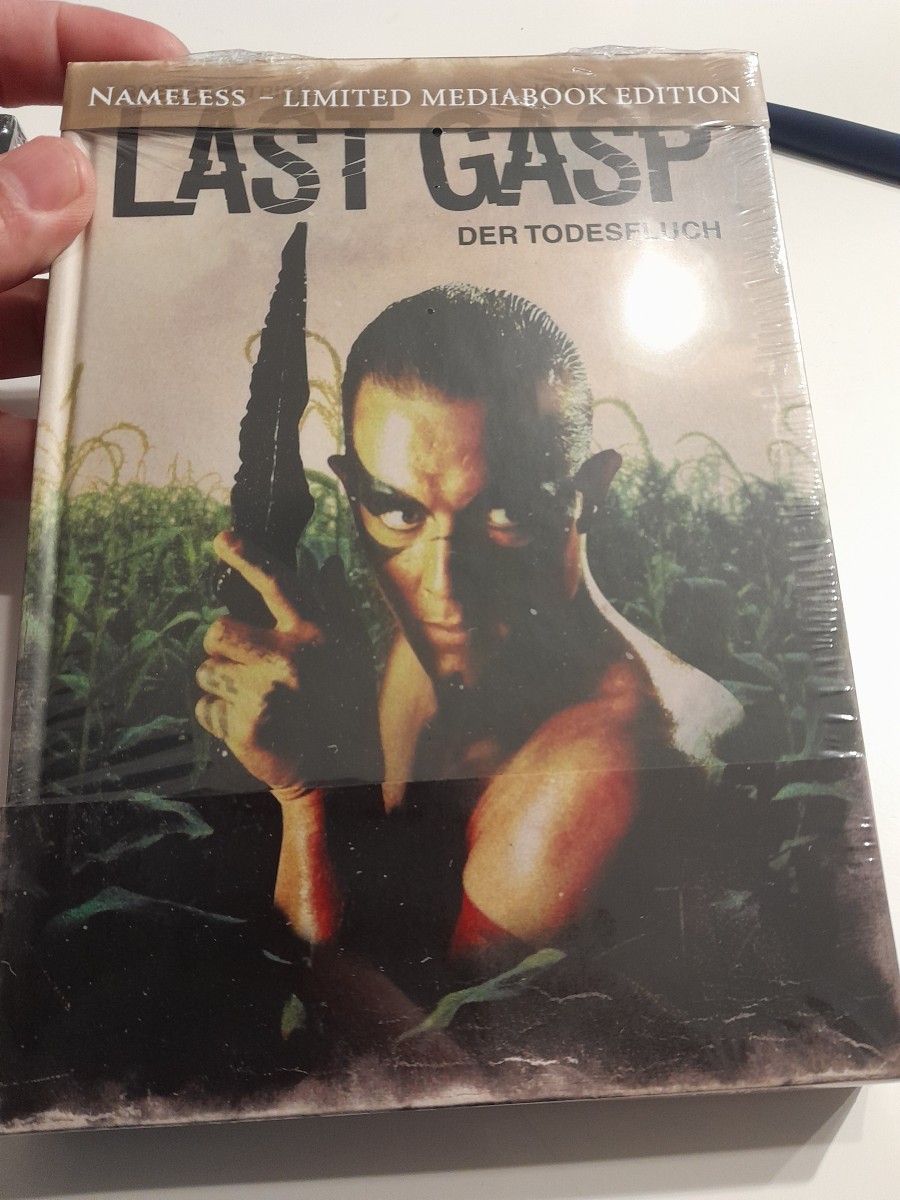 NAMELESS – LIMITED MEDIABOOK EDITION
LAST GASP
DER TODESFLUCH